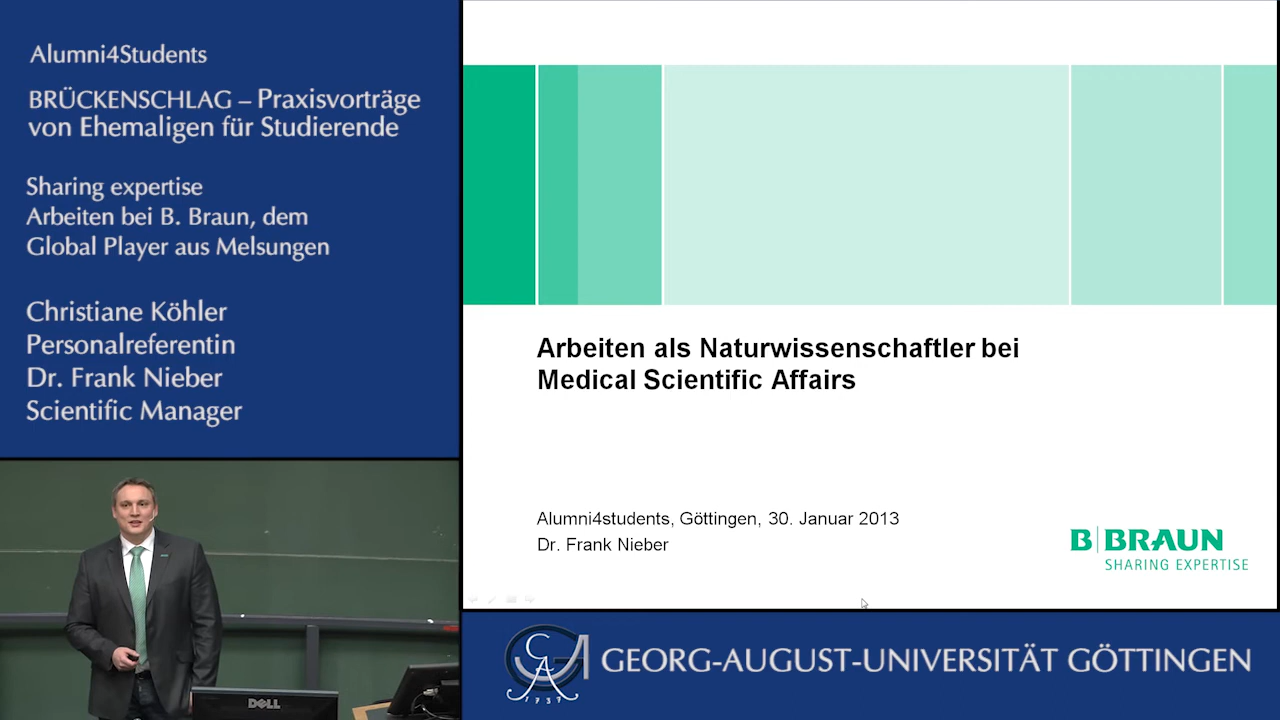 Alumni4Students
BRÜCKENSCHLAG – Praxisvorträge
von Ehemaligen für Studierende
Sharing expertise
Arbeiten bei B. Braun, dem
Global Player aus Melsungen
Christiane Köhler
Personalreferentin
Dr. Frank Nieber
Scientific Manager
Arbeiten als Naturwissenschaftler bei
Medical Scientific Affairs
Alumni4students, Göttingen, 30. Januar 2013
Dr. Frank Nieber
B|BRAUN
SHARING EXPERTISE
DELL
GAU
1737
GEORG-AUGUST-UNIVERSITÄT GÖTTINGEN